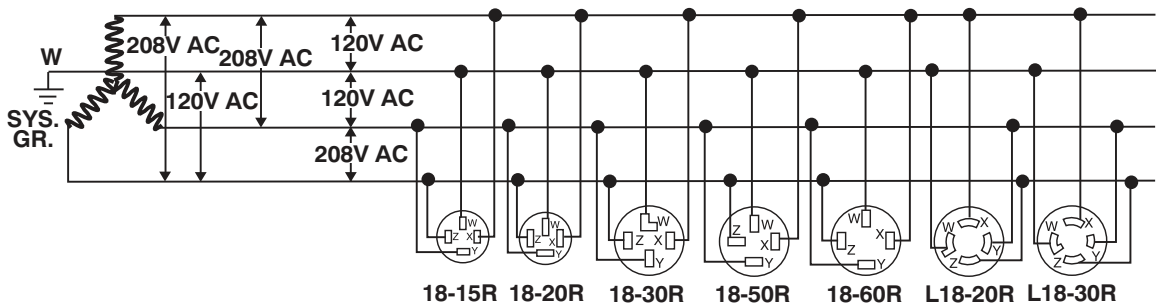 208V AC
208V AC
120V AC
W
120V AC
120V AC
SYS.
GR.
208V AC
W
Z X
Y
W
Z X
Y
W
Z X
Y
W
Z
X
Y
W
Z X
Y
W X
Z Y
W X
Z Y
18-15R 18-20R 18-30R 18-50R 18-60R L18-20R L18-30R